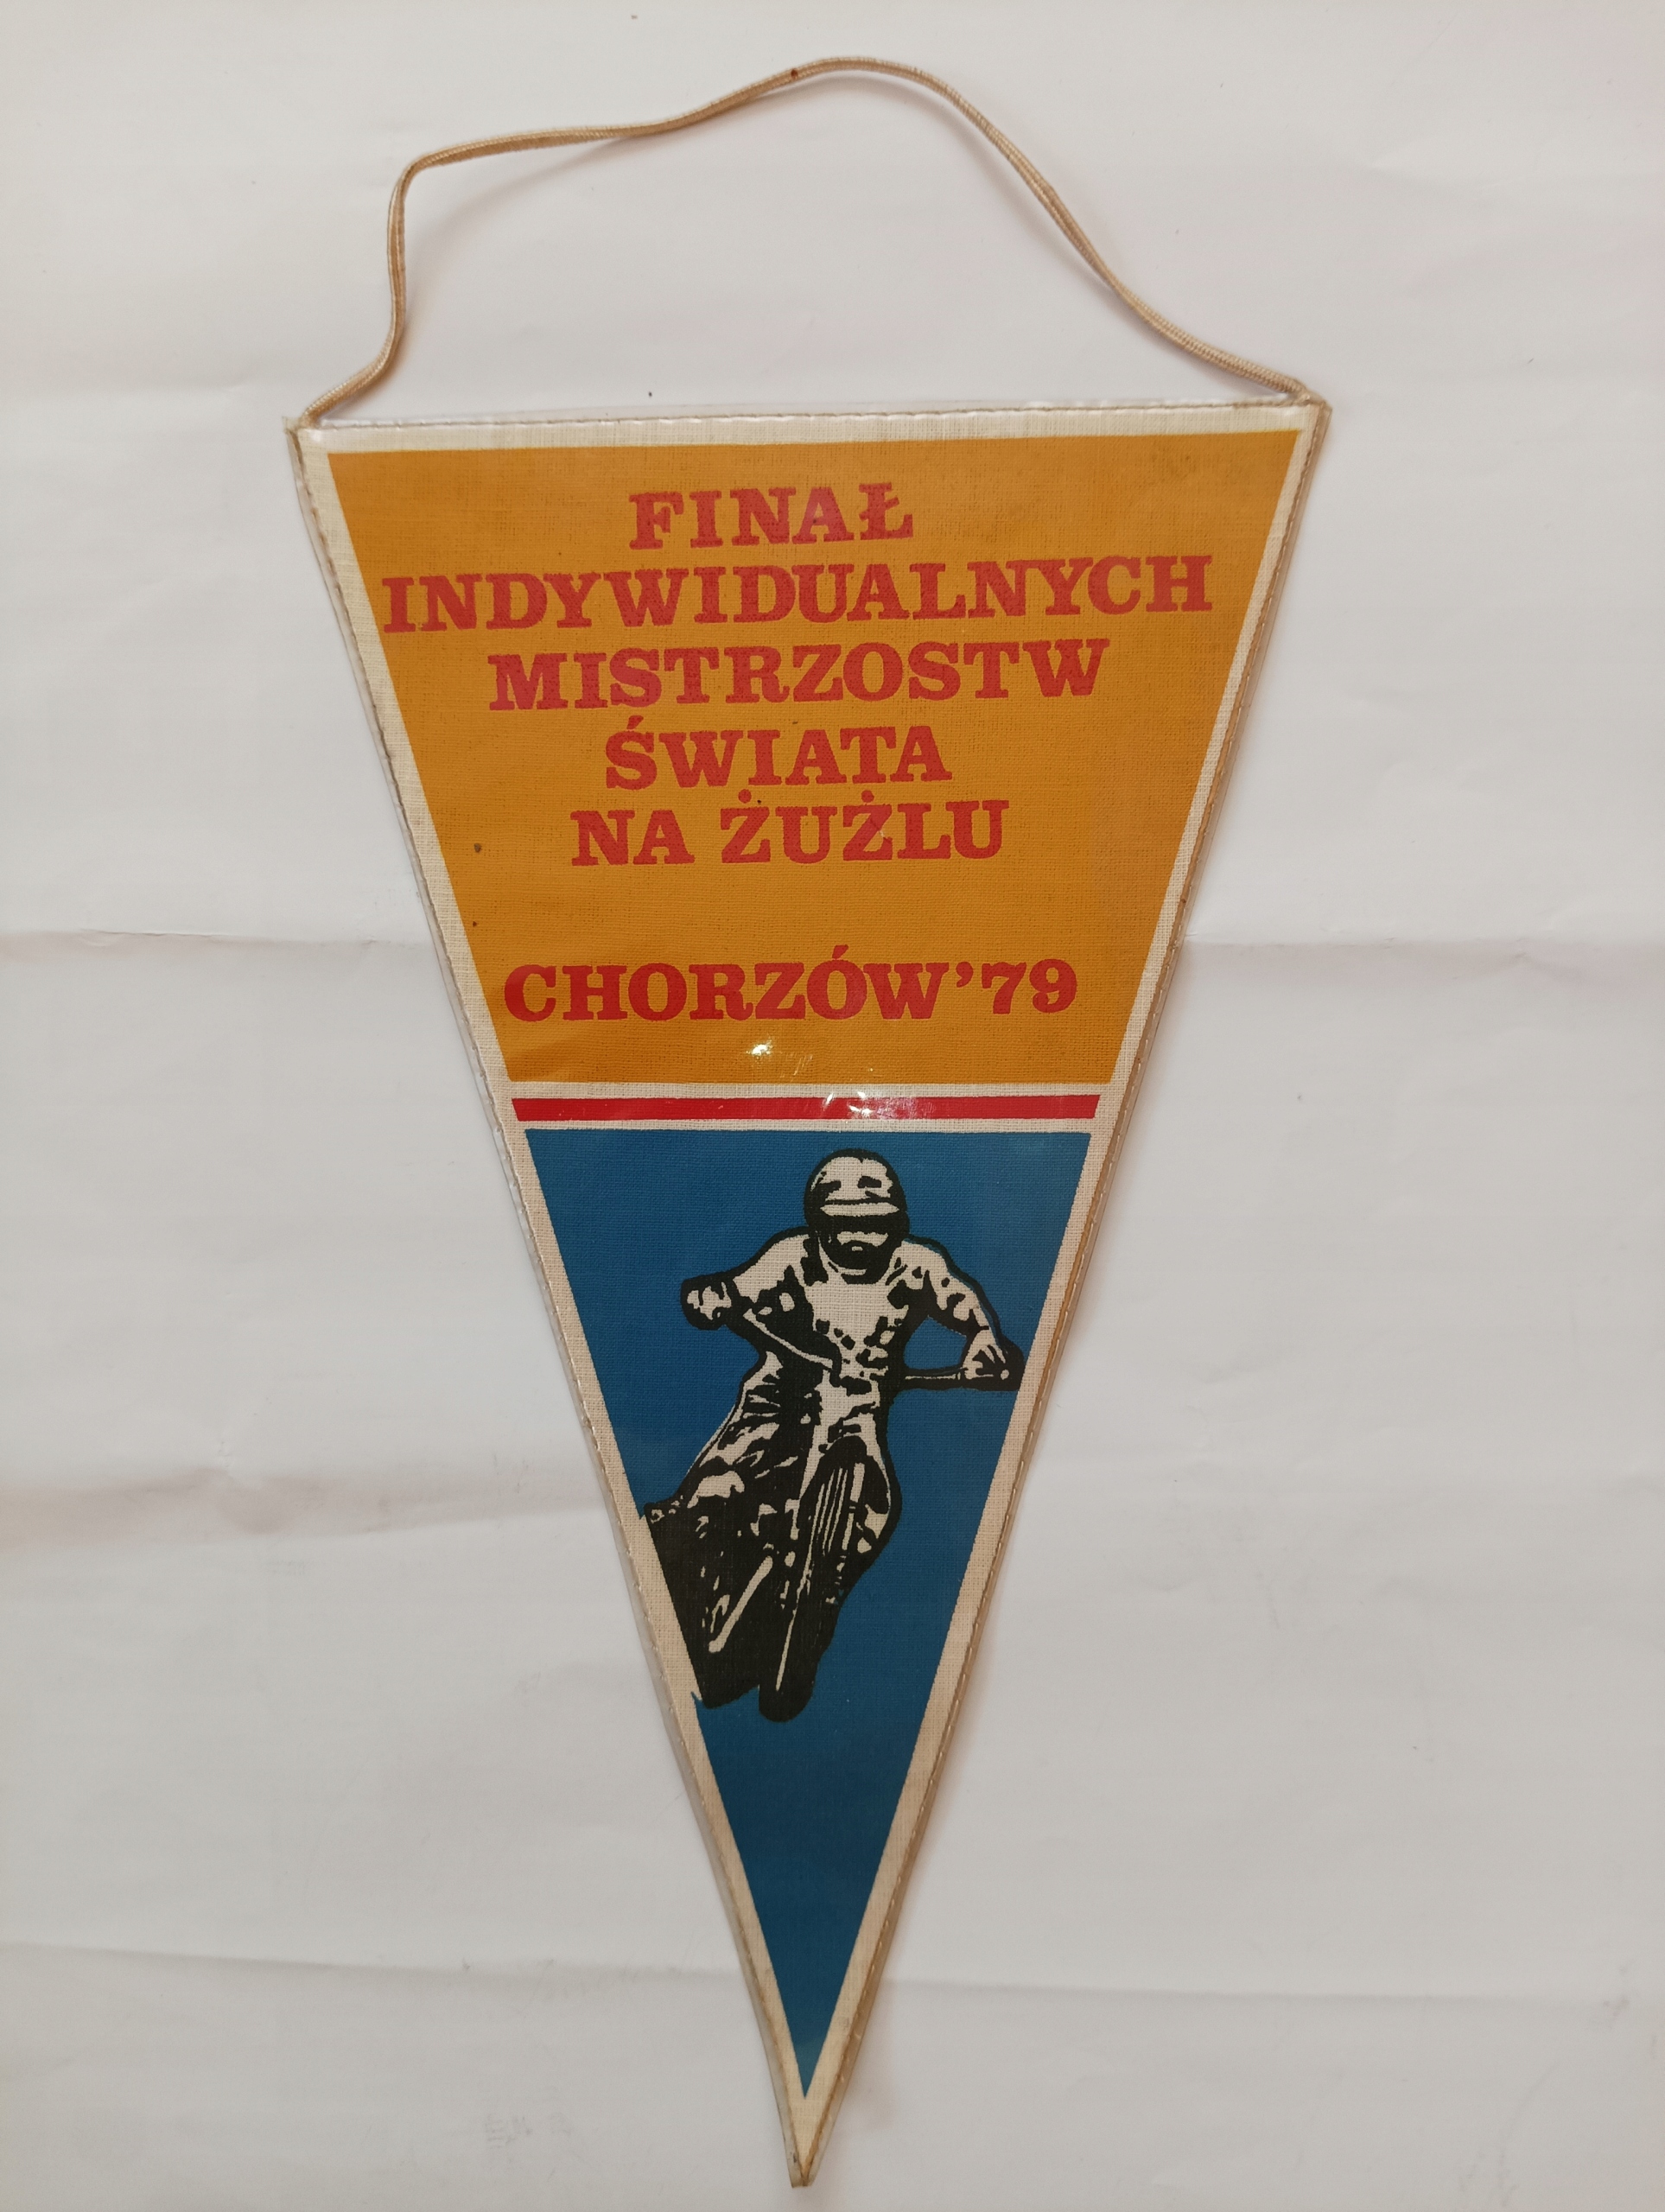 FINAŁ
INDYWIDUALNYCH
MISTRZOSTW
ŚWIATA
NA ŻUŻLU
CHORZÓW'79